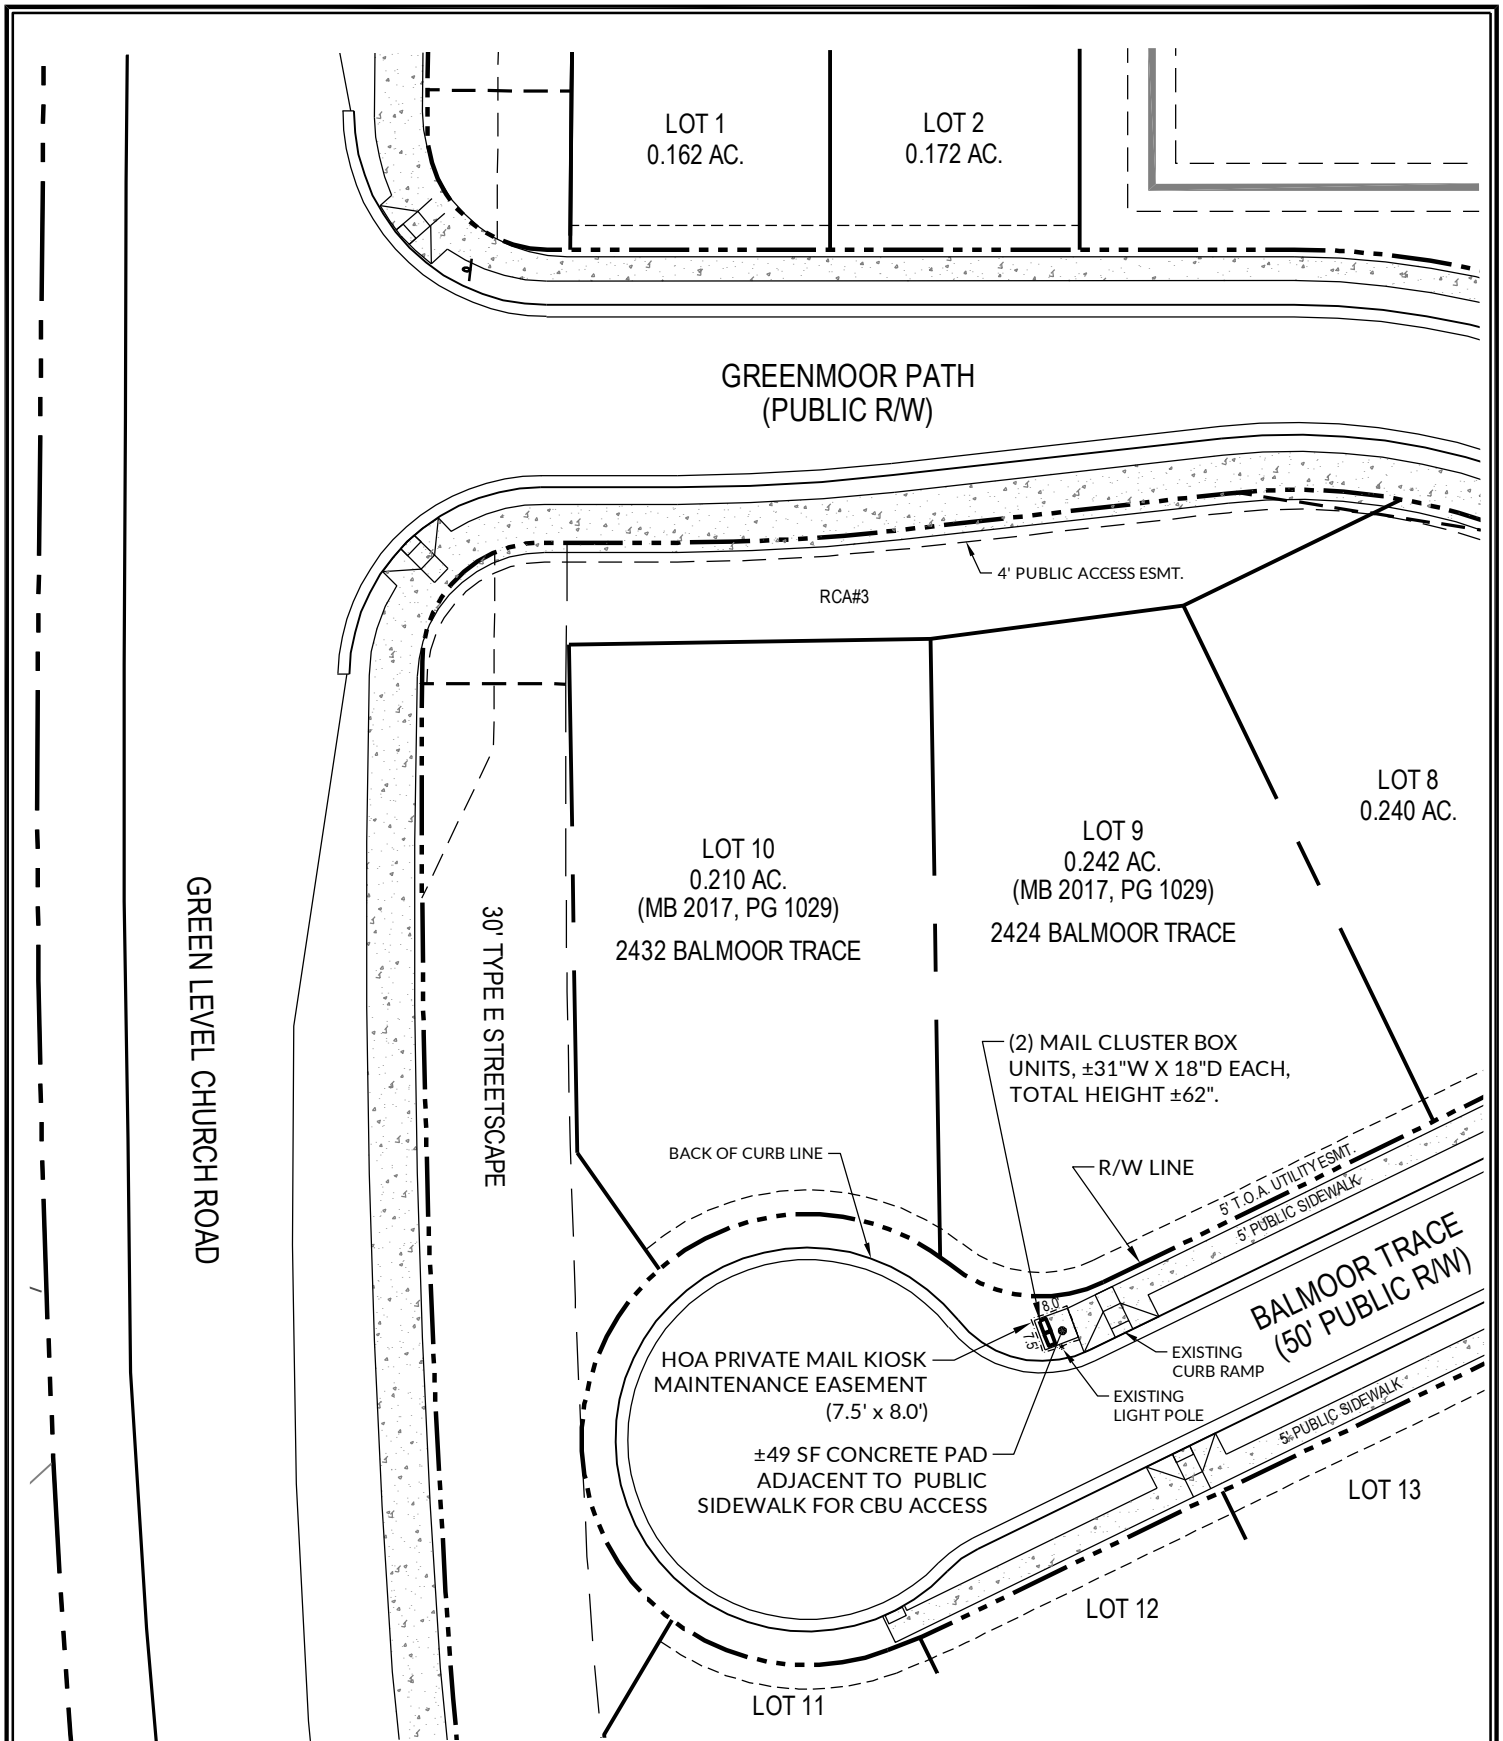 LOT 1
0.162 AC.
LOT 2
0.172 AC.
GREENMOOR PATH
(PUBLIC R/W)
4' PUBLIC ACCESS ESMT.
RCA#3
LOT 8
0.240 AC.
LOT 10
0.210 AC.
(MB 2017, PG 1029)
2432 BALMOOR TRACE
LOT 9
0.242 AC.
(MB 2017, PG 1029)
2424 BALMOOR TRACE
GREEN LEVEL CHURCH ROAD
30' TYPE E STREETSCAPE
(2) MAIL CLUSTER BOX
UNITS, ±31"W X 18"D EACH,
TOTAL HEIGHT ±62".
BACK OF CURB LINE
R/W LINE
5' T.O.A. UTILITY ESMT.
5' PUBLIC SIDEWALK
BALMOOR TRACE
(50' PUBLIC R/W)
8.0'
7.5'
HOA PRIVATE MAIL KIOSK
MAINTENANCE EASEMENT
(7.5' x 8.0')
EXISTING
CURB RAMP
EXISTING
LIGHT POLE
±49 SF CONCRETE PAD
ADJACENT TO PUBLIC
SIDEWALK FOR CBU ACCESS
5' PUBLIC SIDEWALK
LOT 13
LOT 12
LOT 11